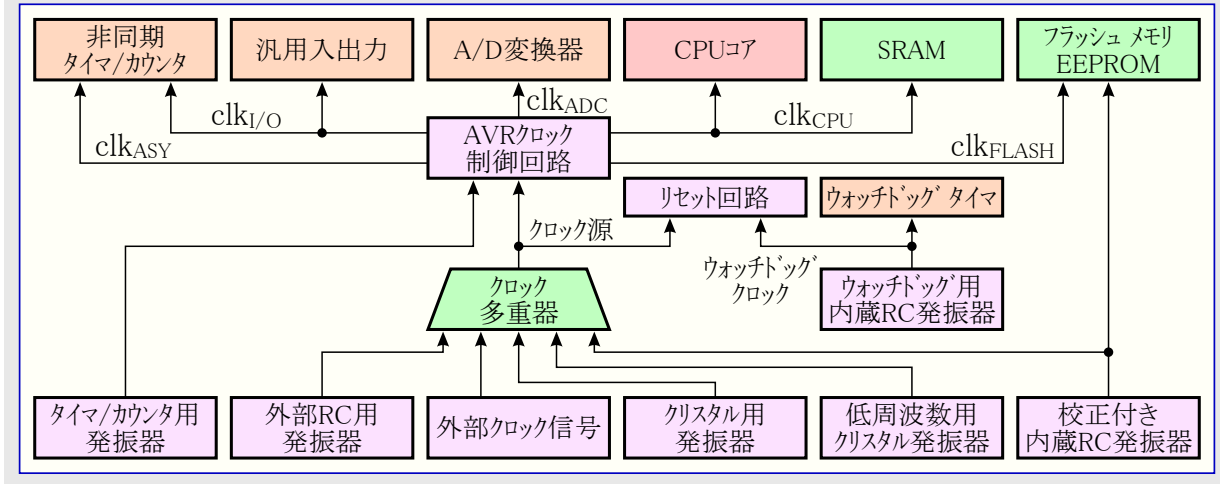 非同期
ﾀｲﾏ/ｶｳﾝﾀ
汎用入出力
A/D変換器
CPUｺｱ
SRAM
ﾌﾗｯｼｭ ﾒﾓﾘ
EEPROM
clkI/O
clkADC
clkCPU
clkASY
clkFLASH
AVRｸﾛｯｸ
制御回路
ﾘｾｯﾄ回路
ｳｫｯﾁﾄﾞｯｸﾞ ﾀｲﾏ
ｸﾛｯｸ源
ｳｫｯﾁﾄﾞｯｸﾞ
ｸﾛｯｸ
ｸﾛｯｸ
多重器
ｳｫｯﾁﾄﾞｯｸﾞ用
内蔵RC発振器
ﾀｲﾏ/ｶｳﾝﾀ用
発振器
外部RC用
発振器
外部ｸﾛｯｸ信号
ｸﾘｽﾀﾙ用
発振器
低周波数用
ｸﾘｽﾀﾙ発振器
校正付き
内蔵RC発振器